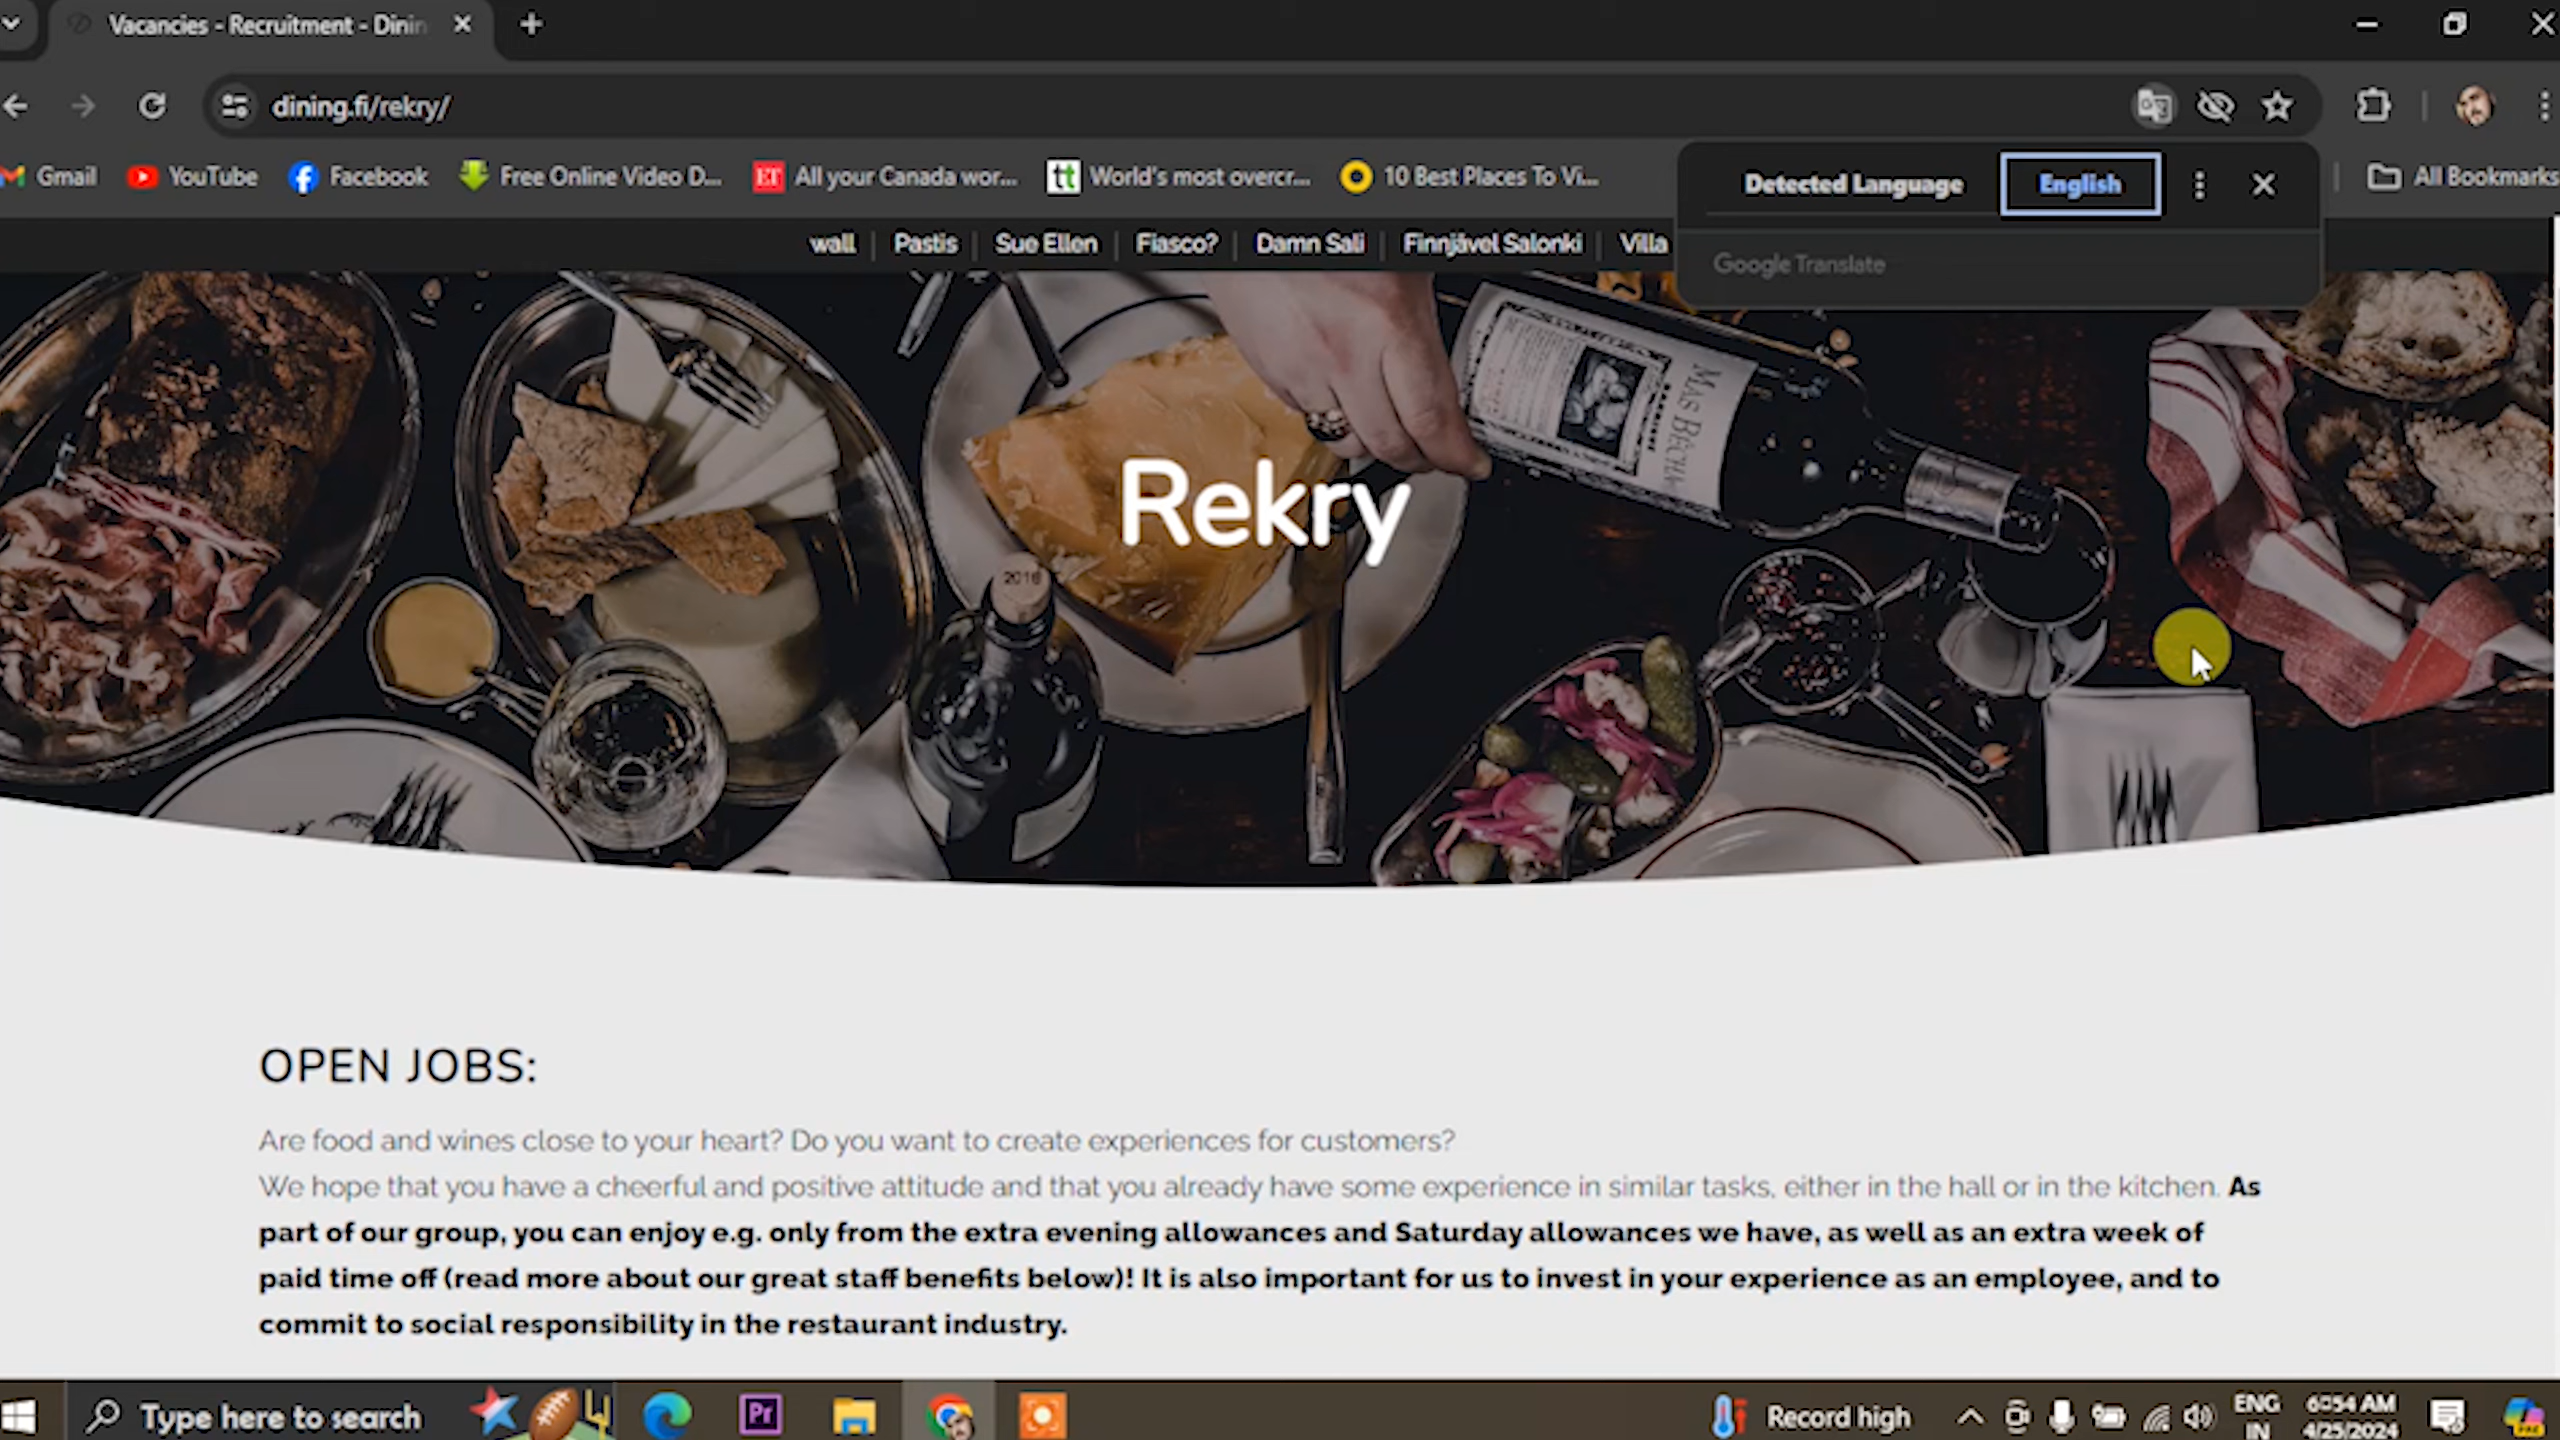 Vacancies - Recruitment - Dinin
dining.fi/rekry/
Gmail YouTube Facebook Free Online Video D... All your Canada wor... World's most overcr... 10 Best Places To Vi... All Bookmarks
Detected Language English
Google Translate
wall Pastis Sue Ellen Fiasco? Damn Sali Finnjävel Salonki Villa
MAS BÉCHA
2016
Rekry
OPEN JOBS:
Are food and wines close to your heart? Do you want to create experiences for customers?
We hope that you have a cheerful and positive attitude and that you already have some experience in similar tasks, either in the hall or in the kitchen. As
part of our group, you can enjoy e.g. only from the extra evening allowances and Saturday allowances we have, as well as an extra week of
paid time off (read more about our great staff benefits below)! It is also important for us to invest in your experience as an employee, and to
commit to social responsibility in the restaurant industry.
Type here to search
Pr
Record high
ENG
IN
6:54 AM
4/25/2024